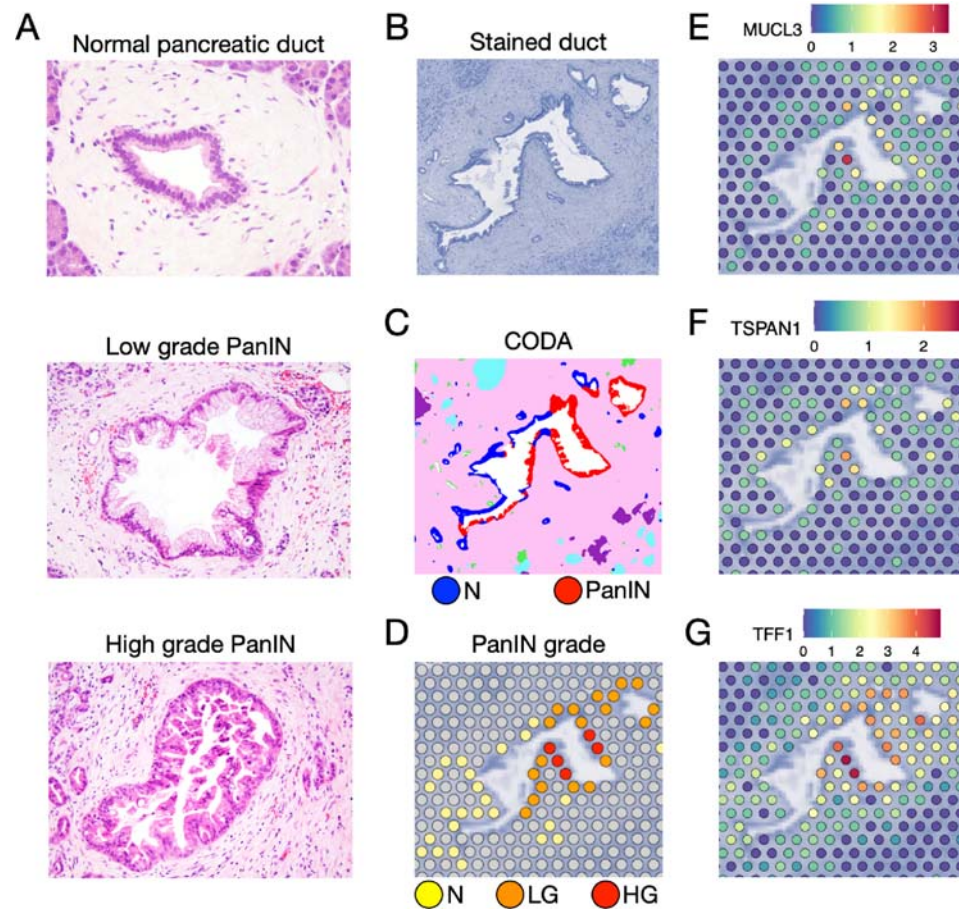 A
Normal pancreatic duct
Low grade PanIN
High grade PanIN
B
Stained duct
C
CODA
N
PanIN
D
PanIN grade
N
LG
HG
E
MUCL3
0 1 2 3
F
TSPAN1
0 1 2
G
TFF1
0 1 2 3 4